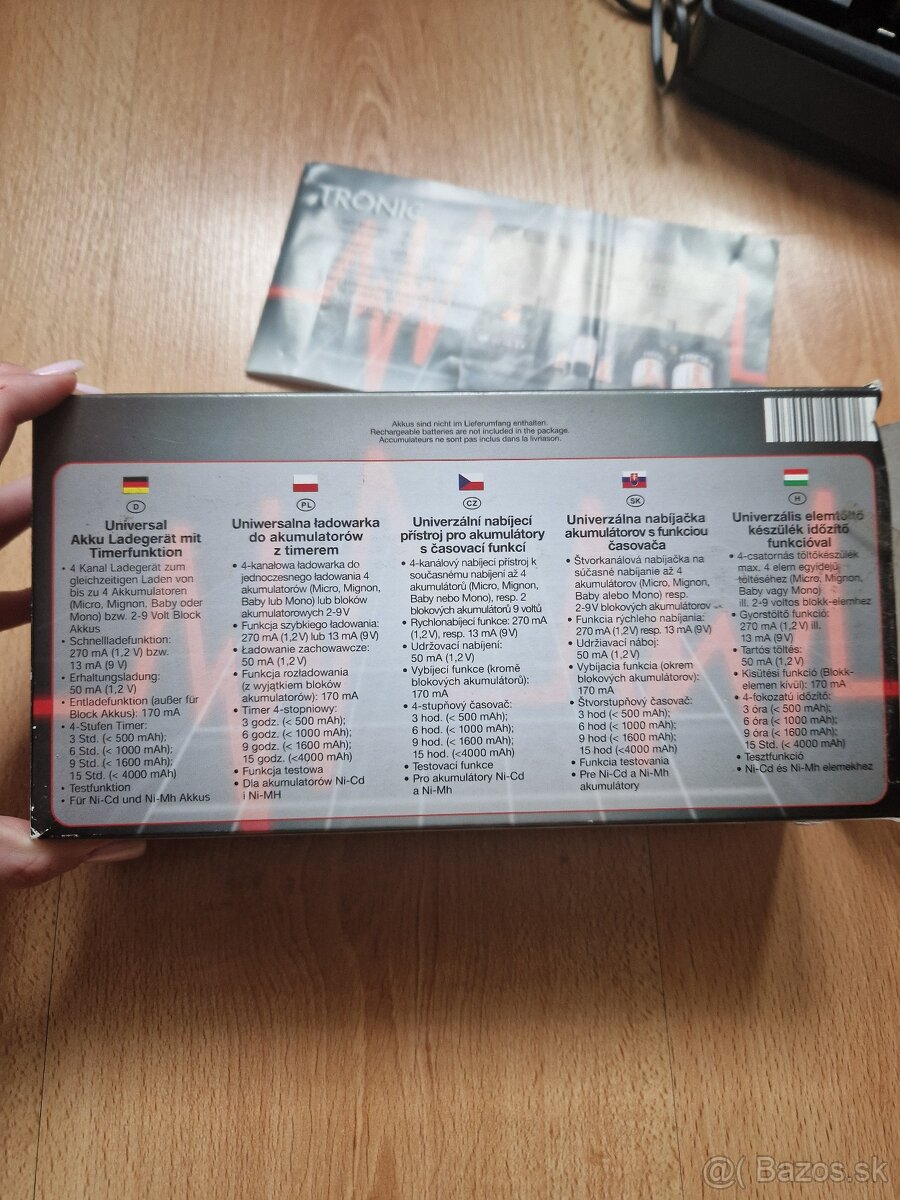 TRONIC
Akkus sind nicht im Lieferumfang enthalten.
Rechargeable batteries are not included in the package.
Accumulateurs ne sont pas inclus dans la livriason.
D
Universal
Akku Ladegerät mit
Timerfunktion
• 4 Kanal Ladegerät zum
gleichzeitigen Laden von
bis zu 4 Akkumulatoren
(Micro, Mignon, Baby oder
Mono) bzw. 2-9 Volt Block
Akkus
• Schnellladefunktion:
270 mA (1,2 V) bzw.
13 mA (9 V)
• Erhaltungsladung:
50 mA (1,2 V)
• Entladefunktion (außer für
Block Akkus): 170 mA
• 4-Stufen Timer:
3 Std. (< 500 mAh);
6 Std. (< 1000 mAh);
9 Std. (< 1600 mAh);
15 Std. (< 4000 mAh)
• Testfunktion
• Für Ni-Cd und Ni-Mh Akkus
PL
Uniwersalna ładowarka
do akumulatorów
z timerem
• 4-kanałowa ładowarka do
jednoczesnego ładowania 4
akumulatorów (Micro, Mignon,
Baby lub Mono) lub bloków
akumulatorowych 2-9 V
• Funkcja szybkiego ładowania:
270 mA (1,2 V) lub 13 mA (9 V)
• Ładowanie zachowawcze:
50 mA (1,2 V)
• Funkcja rozładowania
(z wyjątkiem bloków
akumulatorów): 170 mA
• Timer 4-stopniowy:
3 godz. (< 500 mAh);
6 godz. (< 1000 mAh);
9 godz. (< 1600 mAh);
15 godz. (<4000 mAh)
• Funkcja testowa
• Dla akumulatorów Ni-Cd
i Ni-MH
CZ
Univerzální nabíjecí
přístroj pro akumulátory
s časovací funkcí
• 4-kanálový nabíjecí přístroj k
současnému nabíjení až 4
akumulátorů (Micro, Mignon,
Baby nebo Mono), resp. 2
blokových akumulátorů 9 voltů
• Rychlonabíjecí funkce: 270 mA
(1,2 V), resp. 13 mA (9 V)
• Udržovací nabíjení:
50 mA (1,2 V)
• Vybíjecí funkce (kromě
blokových akumulátorů):
170 mA
• 4-stupňový časovač:
3 hod. (< 500 mAh);
6 hod. (< 1000 mAh);
9 hod. (< 1600 mAh);
15 hod. (< 4000 mAh)
• Testovací funkce
• Pro akumulátory Ni-Cd
a Ni-Mh
SK
Univerzálna nabíjačka
akumulátorov s funkciou
časovača
• Štvorkanálová nabíjačka na
súčasné nabíjanie až 4
akumulátorov (Micro, Mignon,
Baby alebo Mono) resp.
2-9 V blokových akumulátorov
• Funkcia rýchleho nabíjania:
270 mA (1,2 V) resp. 13 mA (9 V)
• Udržiavací náboj:
50 mA (1,2 V)
• Vybíjacia funkcia (okrem
blokových akumulátorov):
170 mA
• Štvorstupňový časovač:
3 hod (< 500 mAh);
6 hod (< 1000 mAh);
9 hod (< 1600 mAh);
15 hod (<4000 mAh)
• Funkcia testovania
• Pre Ni-Cd a Ni-Mh
akumulátory
H
Univerzális elemtöltő
készülék időzítő
funkcióval
• 4-csatornás töltőkészülék
max. 4 elem egyidejű
töltéséhez (Micro, Mignon,
Baby vagy Mono)
ill. 2-9 voltos blokk-elemhez
• Gyorstöltő funkció:
270 mA (1,2 V) ill.
13 mA (9 V)
• Tartós töltés:
50 mA (1,2 V)
• Kisütési funkció (Blokk-
elemen kívül): 170 mA
• 4-fokozatú időzítő:
3 óra (< 500 mAh);
6 óra (< 1000 mAh);
9 óra (< 1600 mAh);
15 Std. (< 4000 mAh)
• Tesztfunkció
• Ni-Cd és Ni-Mh elemekhez
@( Bazos.sk